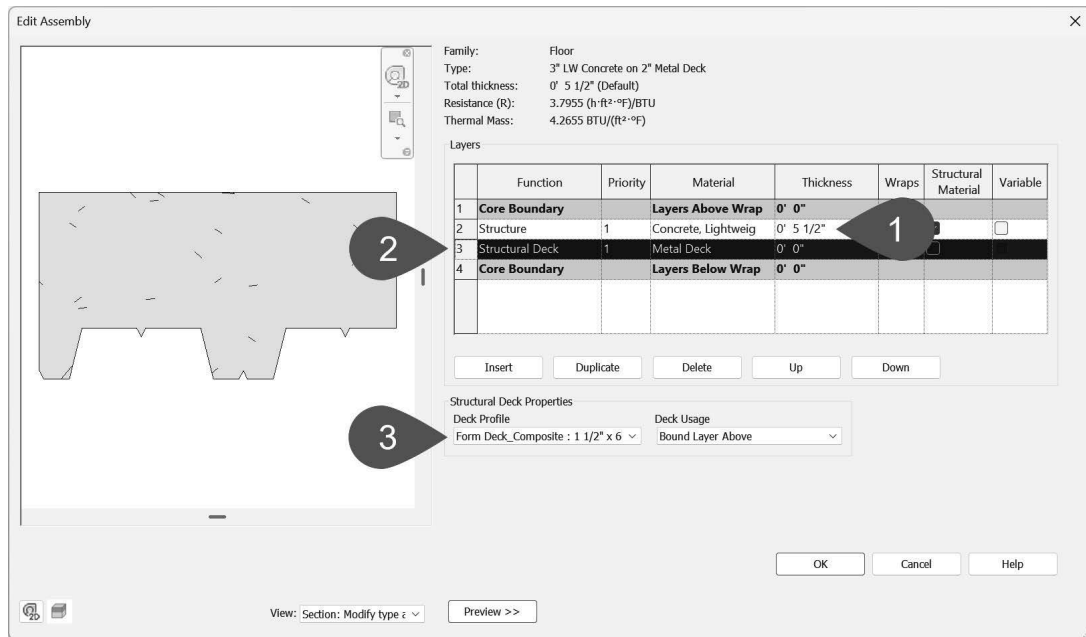 Edit Assembly
2D
Family: Floor
Type: 3" LW Concrete on 2" Metal Deck
Total thickness: 0' 5 1/2" (Default)
Resistance (R): 3.7955 (h·ft²·°F)/BTU
Thermal Mass: 4.2655 BTU/(ft²·°F)
Layers
Function Priority Material Thickness Wraps Structural Material Variable
1 Core Boundary Layers Above Wrap 0' 0"
2 Structure 1 Concrete, Lightweig 0' 5 1/2" 1
2 3 Structural Deck 1 Metal Deck 0' 0"
4 Core Boundary Layers Below Wrap 0' 0"
Insert Duplicate Delete Up Down
Structural Deck Properties
Deck Profile Deck Usage
3 Form Deck_Composite : 1 1/2" x 6 Bound Layer Above
OK Cancel Help
2D View: Section: Modify type a Preview >>